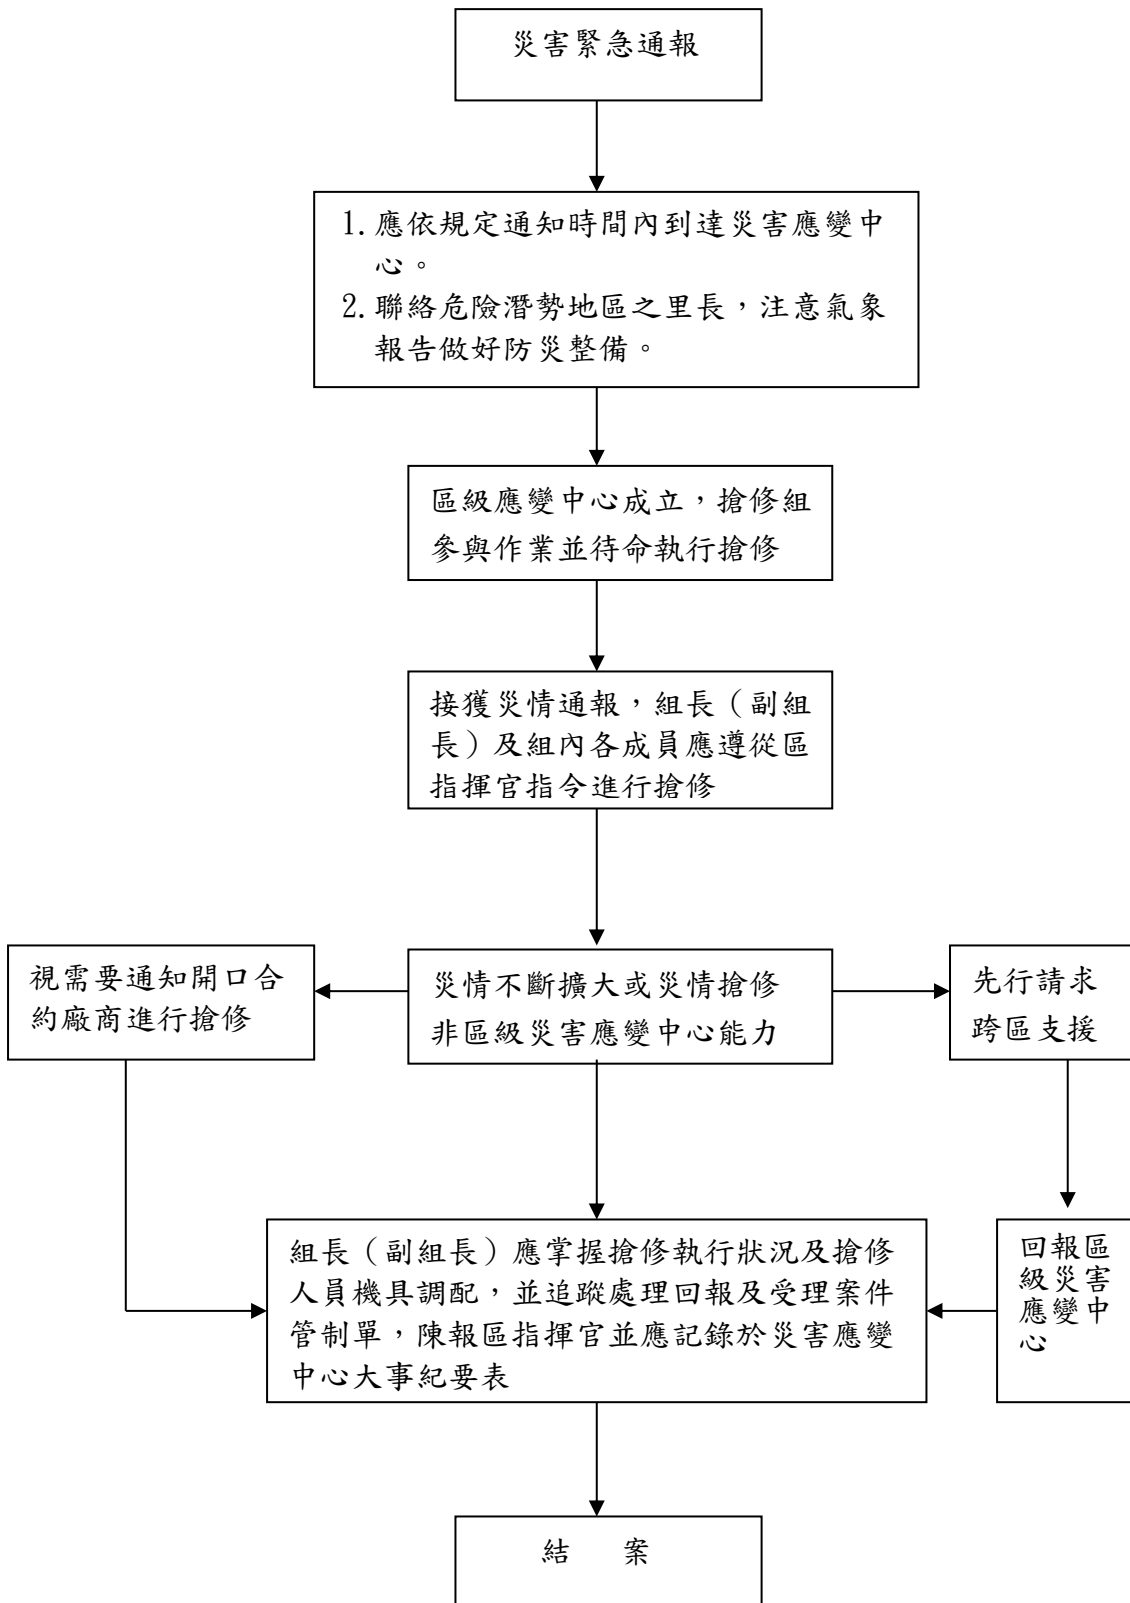 災害緊急通報
1. 應依規定通知時間內到達災害應變中
心。
2. 聯絡危險潛勢地區之里長，注意氣象
報告做好防災整備。
區級應變中心成立，搶修組
參與作業並待命執行搶修
接獲災情通報，組長（副組
長）及組內各成員應遵從區
指揮官指令進行搶修
視需要通知開口合
約廠商進行搶修
災情不斷擴大或災情搶修
非區級災害應變中心能力
先行請求
跨區支援
組長（副組長）應掌握搶修執行狀況及搶修
人員機具調配，並追蹤處理回報及受理案件
管制單，陳報區指揮官並應記錄於災害應變
中心大事紀要表
回報區
級災害
應變中
心
結　案